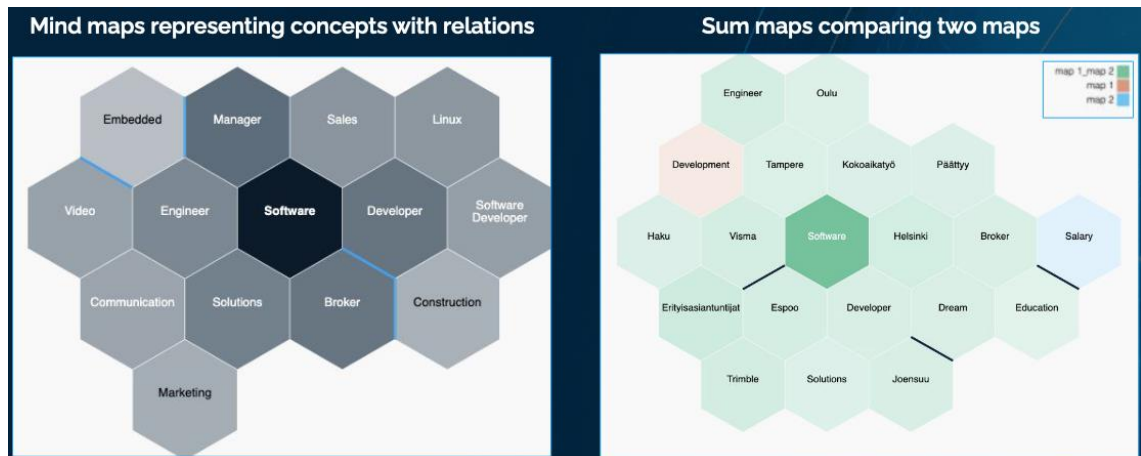 Mind maps representing concepts with relations
Embedded
Manager
Sales
Linux
Video
Engineer
Software
Developer
Software
Developer
Communication
Solutions
Broker
Construction
Marketing
Sum maps comparing two maps
map 1_map 2
map 1
map 2
Engineer
Oulu
Development
Tampere
Kokoaikatyö
Päättyy
Haku
Visma
Software
Helsinki
Broker
Salary
Erityisasiantuntijat
Espoo
Developer
Dream
Education
Trimble
Solutions
Joensuu